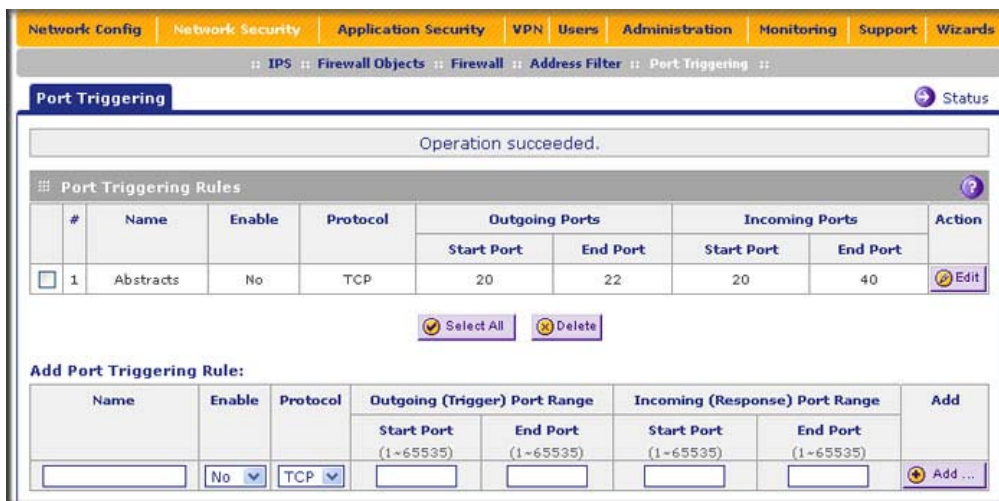 Network Config Network Security Application Security VPN Users Administration Monitoring Support Wizards
:: IPS :: Firewall Objects :: Firewall :: Address Filter :: Port Triggering ::
Port Triggering Status
Operation succeeded.
Port Triggering Rules ?
# Name Enable Protocol Outgoing Ports Incoming Ports Action
Start Port End Port Start Port End Port
1 Abstracts No TCP 20 22 20 40 Edit
Select All Delete
Add Port Triggering Rule:
Name Enable Protocol Outgoing (Trigger) Port Range Incoming (Response) Port Range Add
Start Port End Port Start Port End Port
(1~65535) (1~65535) (1~65535) (1~65535)
No TCP Add ...